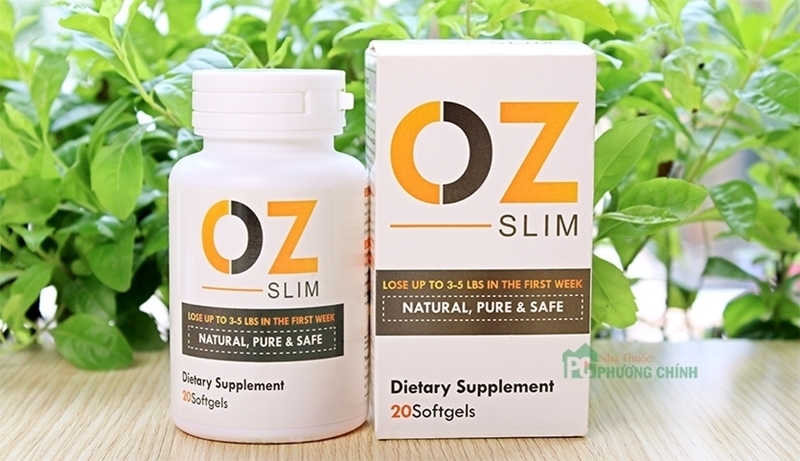 OZ
SLIM
LOSE UP TO 3-5 LBS IN THE FIRST WEEK
NATURAL, PURE & SAFE
Dietary Supplement
20Softgels
OZ
SLIM
LOSE UP TO 3-5 LBS IN THE FIRST WEEK
NATURAL, PURE & SAFE
Dietary Supplement
20Softgels
PC
Nhà Thuốc
PHƯƠNG CHÍNH